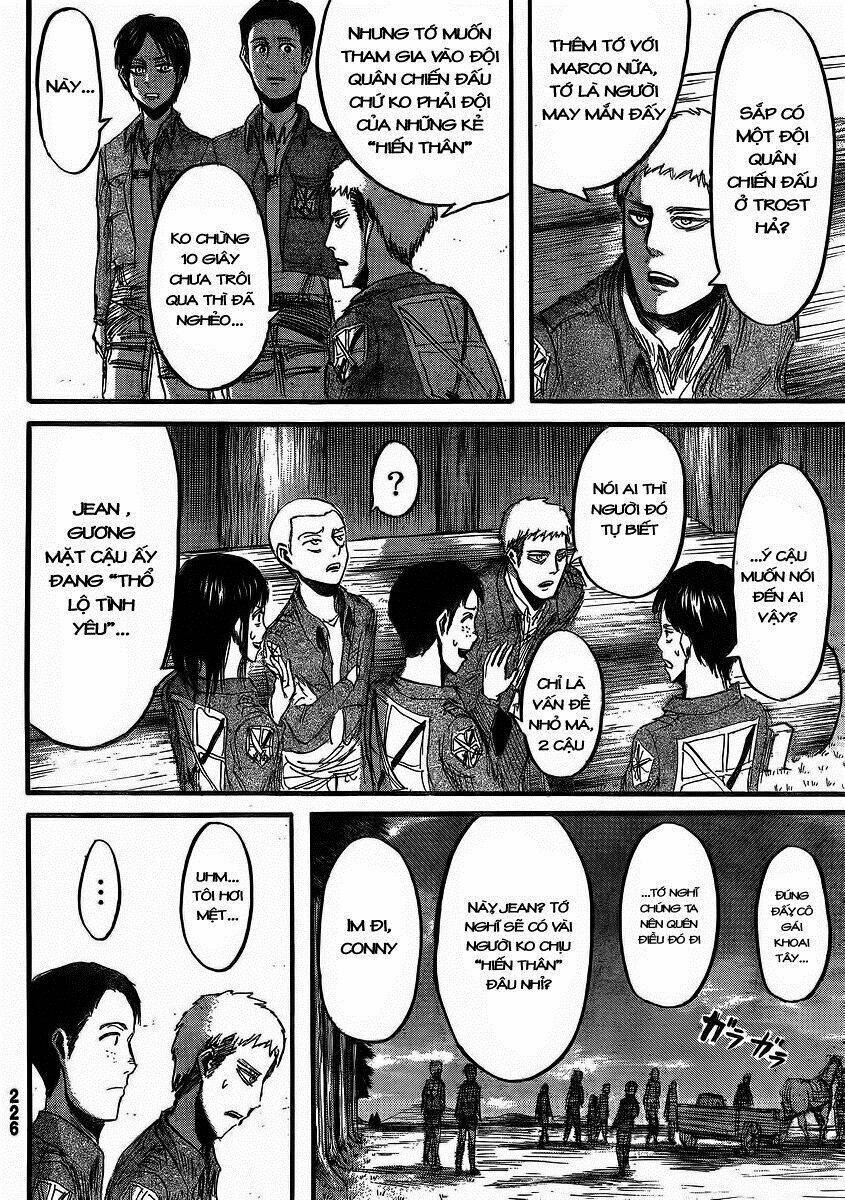 SẮP CÓ
MỘT ĐỘI
QUÂN
CHIẾN ĐẤU
Ở TROST
HẢ?
THÊM TỚ VỚI
MARCO NỮA,
TỚ LÀ NGƯỜI
MAY MẮN ĐẤY
NHƯNG TỚ MUỐN
THAM GIA VÀO ĐỘI
QUÂN CHIẾN ĐẤU
CHỨ KO PHẢI ĐỘI
CỦA NHỮNG KẺ
“HIẾN THÂN”
NÀY...
KO CHỪNG
10 GIÂY
CHƯA TRÔI
QUA THÌ ĐÃ
NGHẺO...
...Ý CẬU
MUỐN NÓI
ĐẾN AI
VẬY?
NÓI AI THÌ
NGƯỜI ĐÓ
TỰ BIẾT
CHỈ LÀ
VẤN ĐỀ
NHỎ MÀ,
2 CẬU
?
JEAN ,
GƯƠNG
MẶT CẬU ẤY
ĐANG “THỔ
LỘ TÌNH
YÊU”...
ĐÚNG
ĐẤY CÔ
GÁI
KHOAI
TÂY...
...TỚ NGHĨ
CHÚNG TA
NÊN QUÊN
ĐIỀU ĐÓ ĐI
NÀY JEAN? TỚ
NGHĨ SẼ CÓ VÀI
NGƯỜI KO CHỊU
“HIẾN THÂN”
ĐÂU NHỈ?
IM ĐI,
CONNY
ガラ ガラ
UHM...
TÔI HƠI
MỆT...
...
226